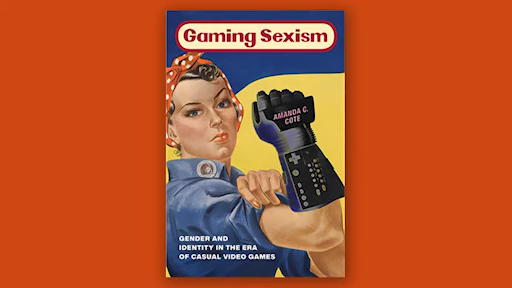 Gaming Sexism
AMANDA C.
COTE
GENDER AND
IDENTITY IN THE ERA
OF CASUAL VIDEO GAMES